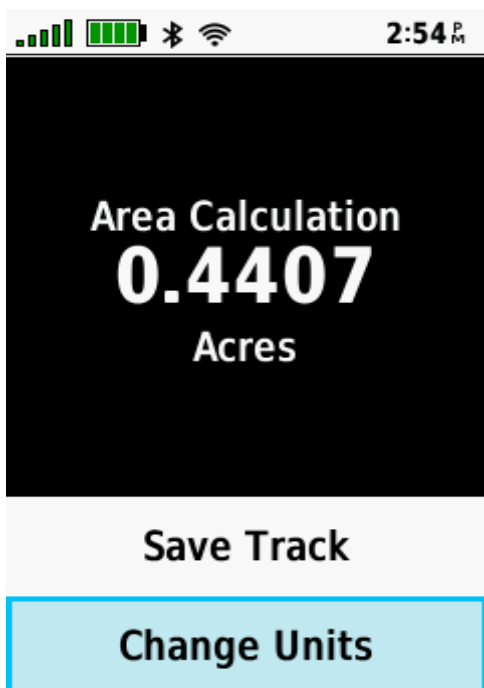 2:54 PM
Area Calculation
0.4407
Acres
Save Track
Change Units